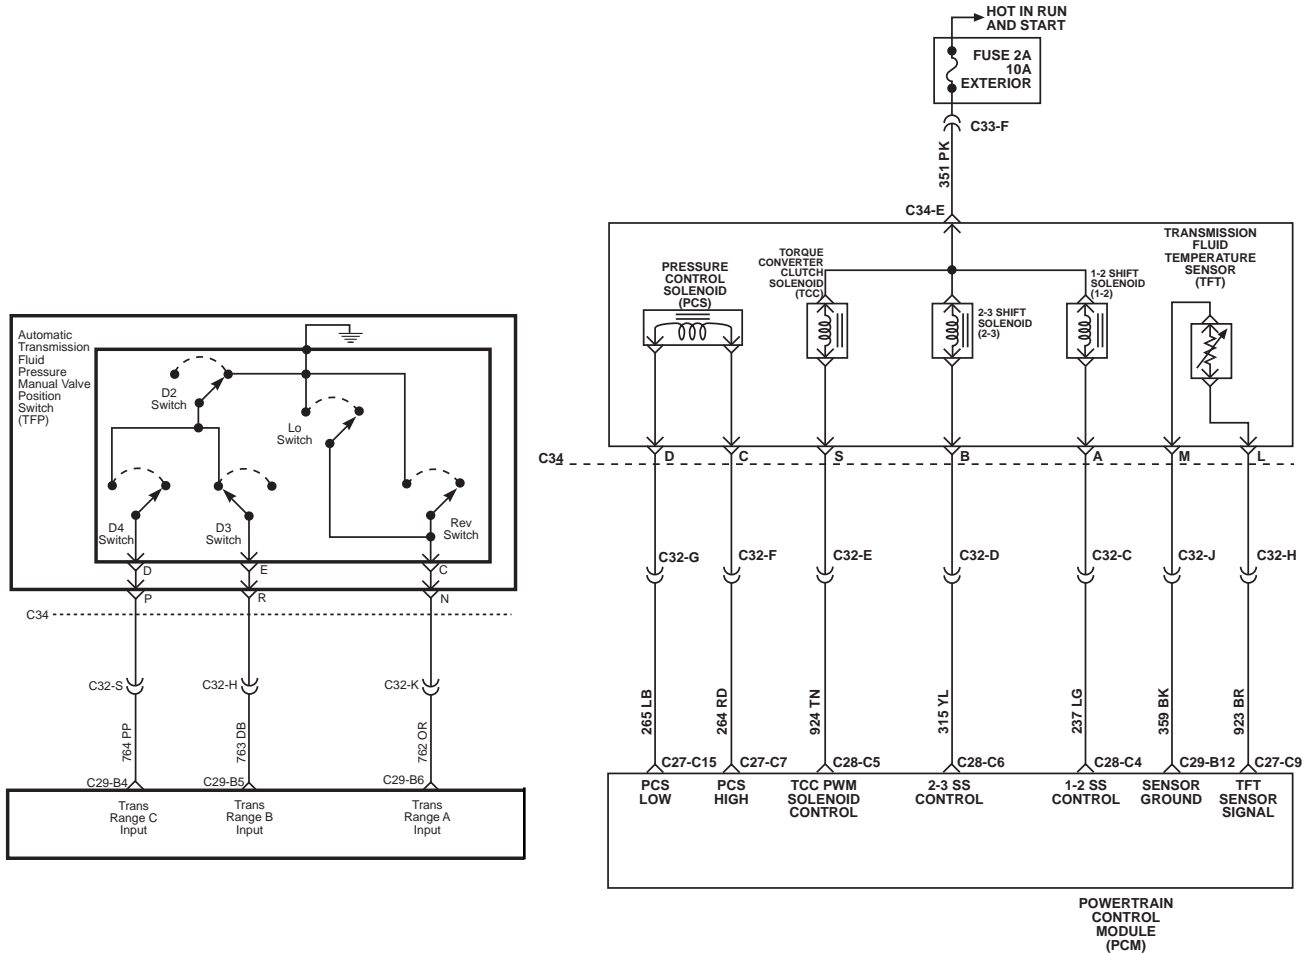 HOT IN RUN
AND START
FUSE 2A
10A
EXTERIOR
C33-F
351 PK
C34-E
TRANSMISSION
FLUID
TEMPERATURE
SENSOR
(TFT)
TORQUE
CONVERTER
CLUTCH
SOLENOID
(TCC)
PRESSURE
CONTROL
SOLENOID
(PCS)
1-2 SHIFT
SOLENOID
(1-2)
2-3 SHIFT
SOLENOID
(2-3)
C34
D
C
S
B
A
M
L
C32-G
C32-F
C32-E
C32-D
C32-C
C32-J
C32-H
265 LB
264 RD
924 TN
315 YL
237 LG
359 BK
923 BR
C27-C15
C27-C7
C28-C5
C28-C6
C28-C4
C29-B12
C27-C9
PCS
LOW
PCS
HIGH
TCC PWM
SOLENOID
CONTROL
2-3 SS
CONTROL
1-2 SS
CONTROL
SENSOR
GROUND
TFT
SENSOR
SIGNAL
POWERTRAIN
CONTROL
MODULE
(PCM)
Automatic
Transmission
Fluid
Pressure
Manual Valve
Position
Switch
(TFP)
D2
Switch
Lo
Switch
D4
Switch
D3
Switch
Rev
Switch
D
E
C
P
R
N
C34
C32-S
C32-H
C32-K
764 PP
763 DB
762 OR
C29-B4
C29-B5
C29-B6
Trans
Range C
Input
Trans
Range B
Input
Trans
Range A
Input